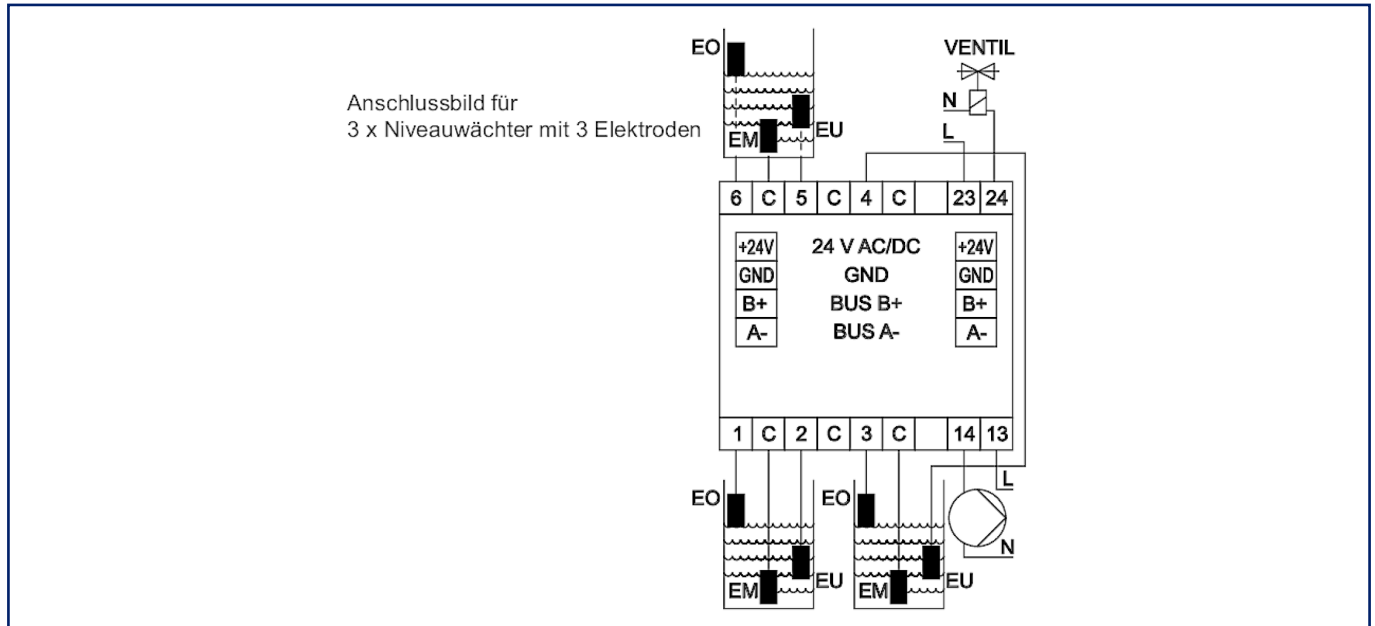 EO
VENTIL
Anschlussbild für
3 x Niveauwächter mit 3 Elektroden
N
EM
EU
L
6 C 5 C 4 C 23 24
+24V 24 V AC/DC +24V
GND GND GND
B+ BUS B+ B+
A- BUS A- A-
1 C 2 C 3 C 14 13
L
EO
EO
N
EM
EU
EM
EU